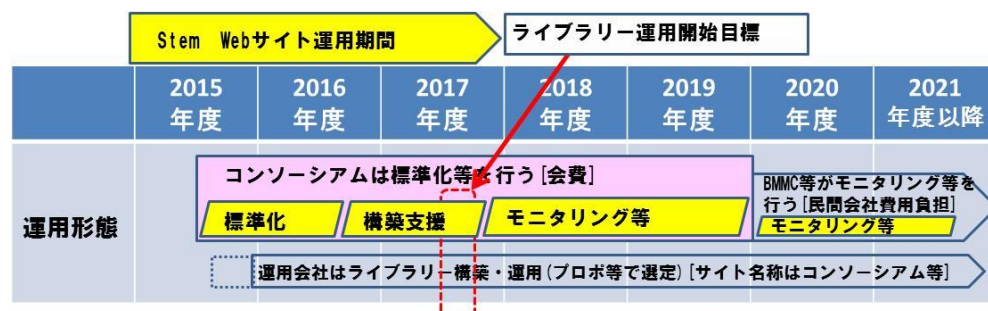 Stem Webサイト運用期間
ライブラリー運用開始目標
2015
年度
2016
年度
2017
年度
2018
年度
2019
年度
2020
年度
2021
年度以降
運用形態
コンソーシアムは標準化等を行う[会費]
標準化
構築支援
モニタリング等
BMMC等がモニタリング等を
行う[民間会社費用負担]
モニタリング等
運用会社はライブラリー構築・運用(プロポ等で選定)[サイト名称はコンソーシアム等]